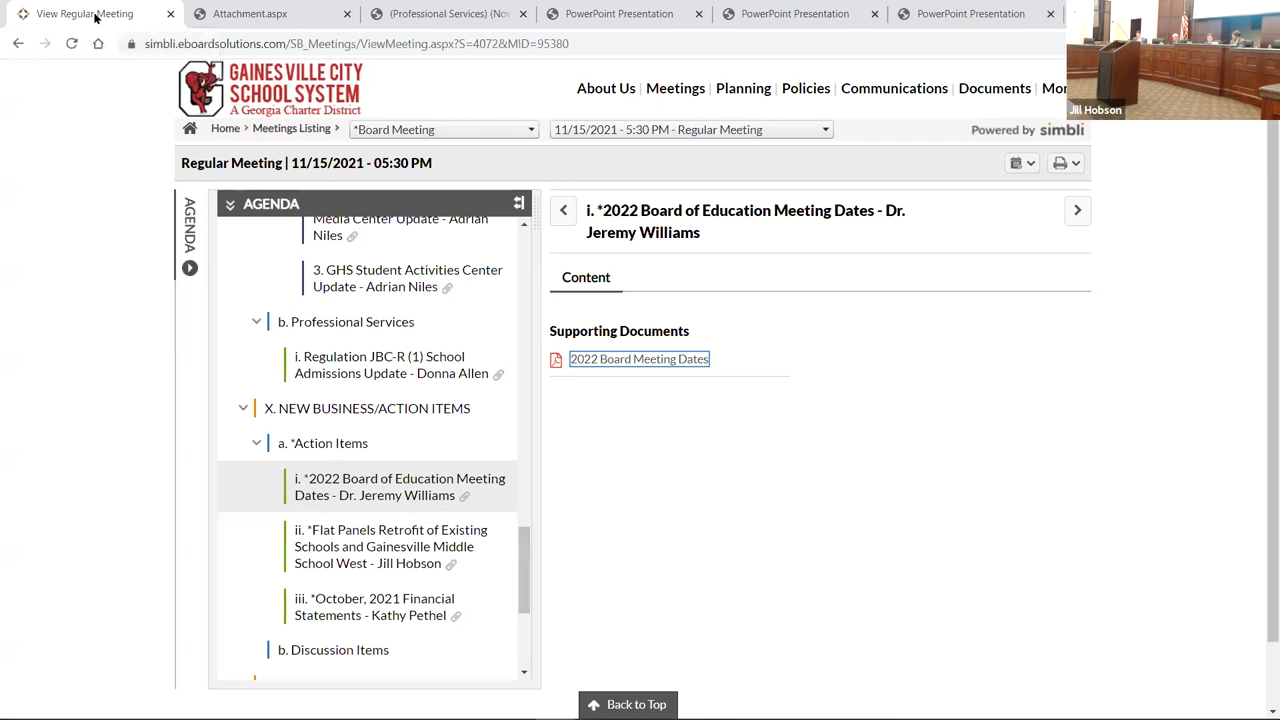 View Regular Meeting
Attachment.aspx
(Professional Services) (No
PowerPoint Presentation
PowerPoint Presentation
PowerPoint Presentation
simbli.eboardsolutions.com/SB_Meetings/ViewMeeting.aspx?S=4072&MID=95380
Jill Hobson
GAINESVILLE CITY
SCHOOL SYSTEM
A Georgia Charter District
About Us
Meetings
Planning
Policies
Communications
Documents
Mor
Home
Meetings Listing
*Board Meeting
11/15/2021 - 5:30 PM - Regular Meeting
Powered by simbli
Regular Meeting | 11/15/2021 - 05:30 PM
AGENDA
AGENDA
Media Center Update - Adrian
Niles
3. GHS Student Activities Center
Update - Adrian Niles
b. Professional Services
i. Regulation JBC-R (1) School
Admissions Update - Donna Allen
X. NEW BUSINESS/ACTION ITEMS
a. *Action Items
i. *2022 Board of Education Meeting
Dates - Dr. Jeremy Williams
ii. *Flat Panels Retrofit of Existing
Schools and Gainesville Middle
School West - Jill Hobson
iii. *October, 2021 Financial
Statements - Kathy Pethel
b. Discussion Items
i. *2022 Board of Education Meeting Dates - Dr.
Jeremy Williams
Content
Supporting Documents
2022 Board Meeting Dates
Back to Top